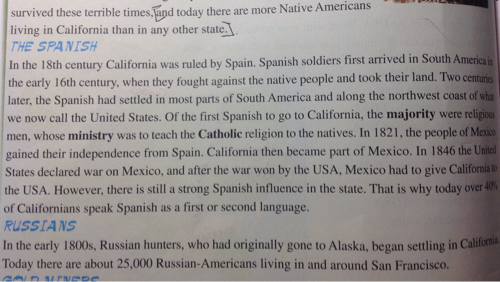 survived these terrible times, and today there are more Native Americans
living in California than in any other state.
THE SPANISH
In the 18th century California was ruled by Spain. Spanish soldiers first arrived in South America in
the early 16th century, when they fought against the native people and took their land. Two centuries
later, the Spanish had settled in most parts of South America and along the northwest coast of what
we now call the United States. Of the first Spanish to go to California, the majority were religious
men, whose ministry was to teach the Catholic religion to the natives. In 1821, the people of Mexico
gained their independence from Spain. California then became part of Mexico. In 1846 the United
States declared war on Mexico, and after the war won by the USA, Mexico had to give California to
the USA. However, there is still a strong Spanish influence in the state. That is why today over 40%
of Californians speak Spanish as a first or second language.
RUSSIANS
In the early 1800s, Russian hunters, who had originally gone to Alaska, began settling in California.
Today there are about 25,000 Russian-Americans living in and around San Francisco.
GOLD MINERS